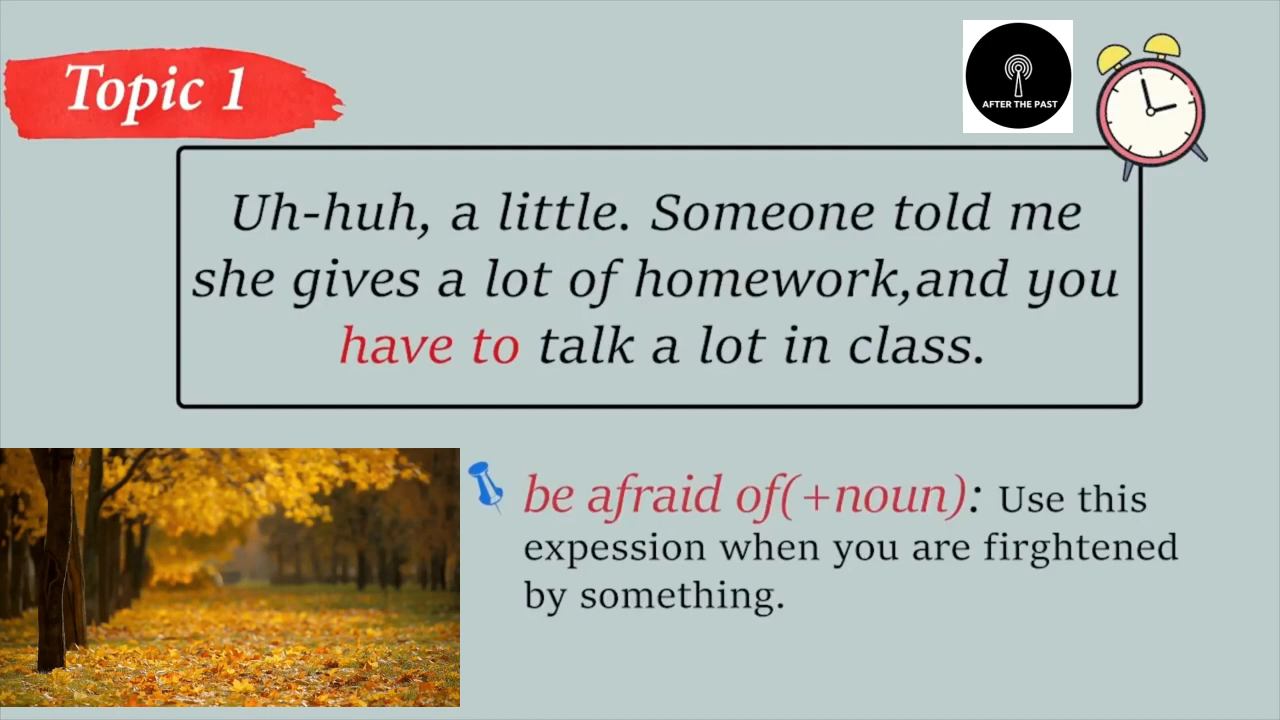 Topic 1
AFTER THE PAST
Uh-huh, a little. Someone told me
she gives a lot of homework,and you
have to talk a lot in class.
be afraid of(+noun): Use this
expession when you are firghtened
by something.